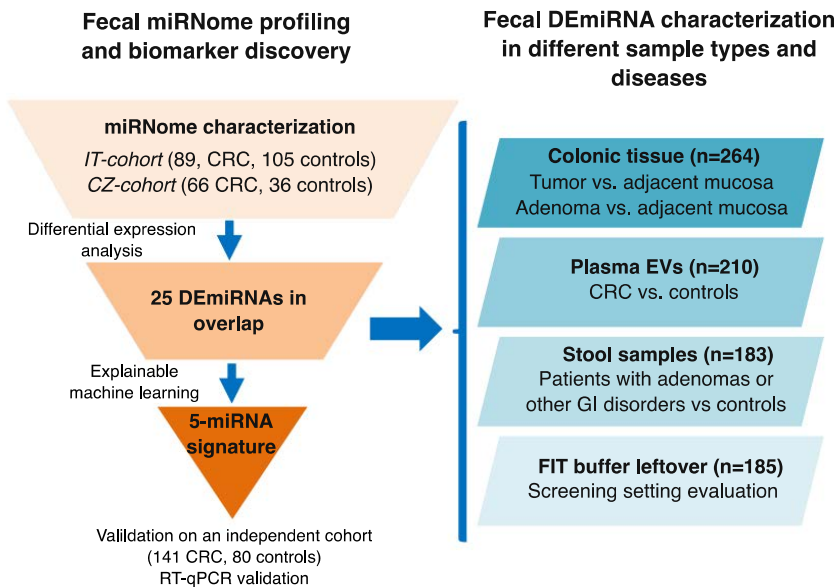 Fecal miRNome profiling
and biomarker discovery
miRNome characterization
IT-cohort (89, CRC, 105 controls)
CZ-cohort (66 CRC, 36 controls)
Differential expression
analysis
25 DEmiRNAs in
overlap
Explainable
machine learning
5-miRNA
signature
Valildation on an independent cohort
(141 CRC, 80 controls)
RT-qPCR validation
Fecal DEmiRNA characterization
in different sample types and
diseases
Colonic tissue (n=264)
Tumor vs. adjacent mucosa
Adenoma vs. adjacent mucosa
Plasma EVs (n=210)
CRC vs. controls
Stool samples (n=183)
Patients with adenomas or
other GI disorders vs controls
FIT buffer leftover (n=185)
Screening setting evaluation